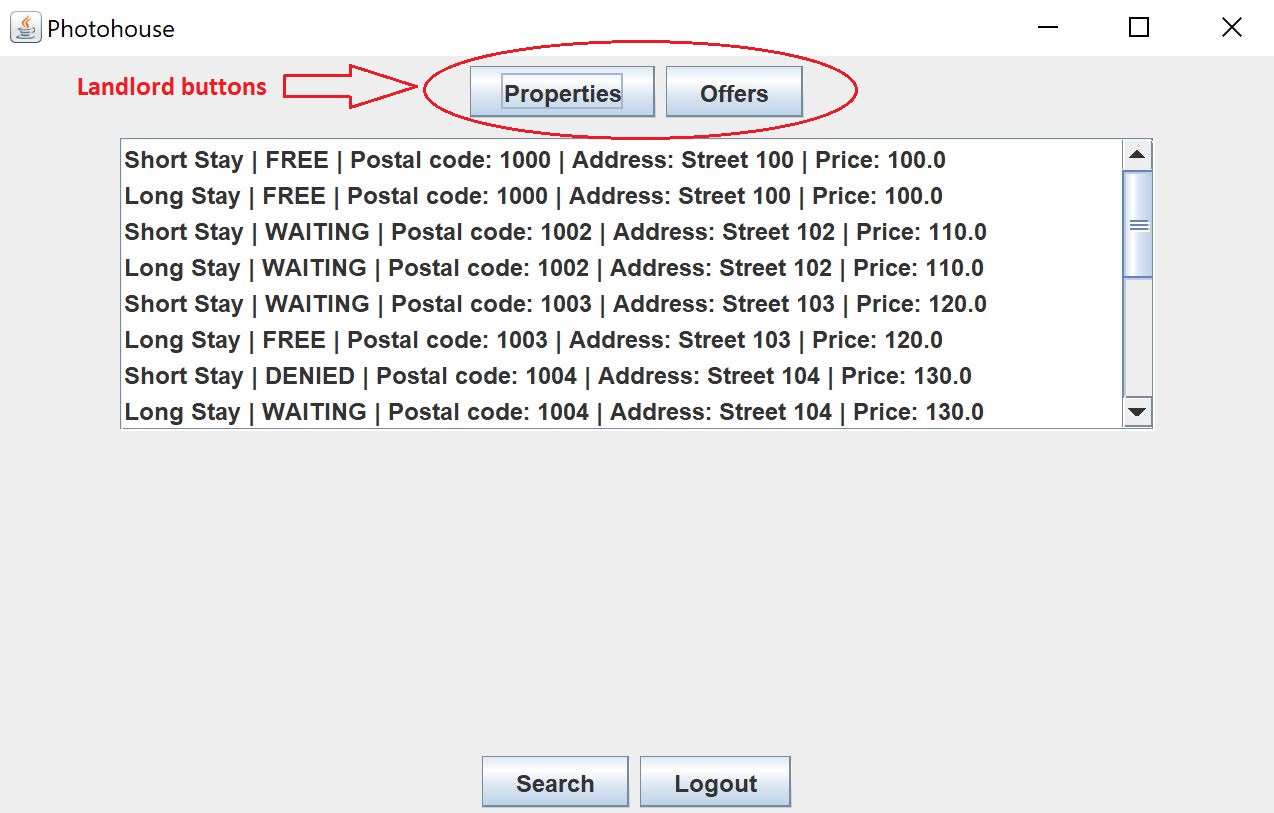 Photohouse
Landlord buttons
Properties
Offers
Short Stay | FREE | Postal code: 1000 | Address: Street 100 | Price: 100.0
Long Stay | FREE | Postal code: 1000 | Address: Street 100 | Price: 100.0
Short Stay | WAITING | Postal code: 1002 | Address: Street 102 | Price: 110.0
Long Stay | WAITING | Postal code: 1002 | Address: Street 102 | Price: 110.0
Short Stay | WAITING | Postal code: 1003 | Address: Street 103 | Price: 120.0
Long Stay | FREE | Postal code: 1003 | Address: Street 103 | Price: 120.0
Short Stay | DENIED | Postal code: 1004 | Address: Street 104 | Price: 130.0
Long Stay | WAITING | Postal code: 1004 | Address: Street 104 | Price: 130.0
Search
Logout